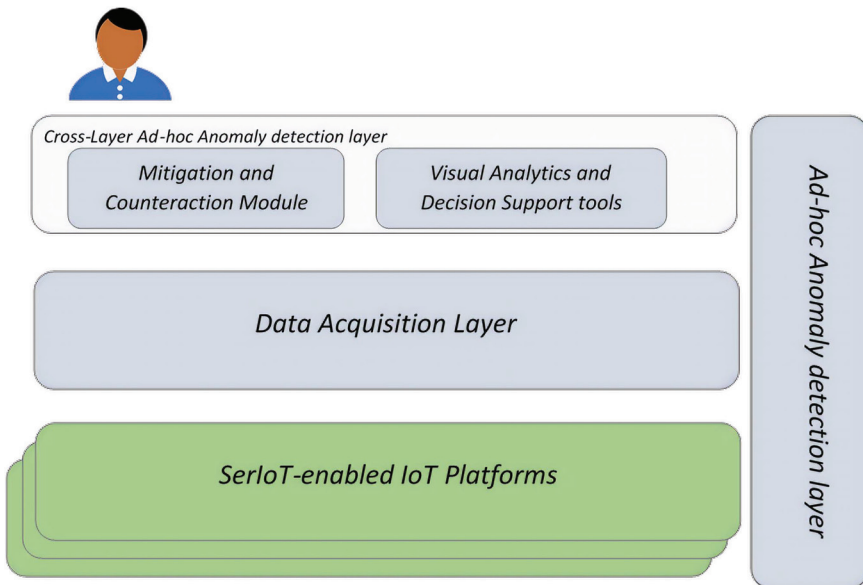 Cross-Layer Ad-hoc Anomaly detection layer
Mitigation and
Counteraction Module
Visual Analytics and
Decision Support tools
Data Acquisition Layer
SerIoT-enabled IoT Platforms
Ad-hoc Anomaly detection layer